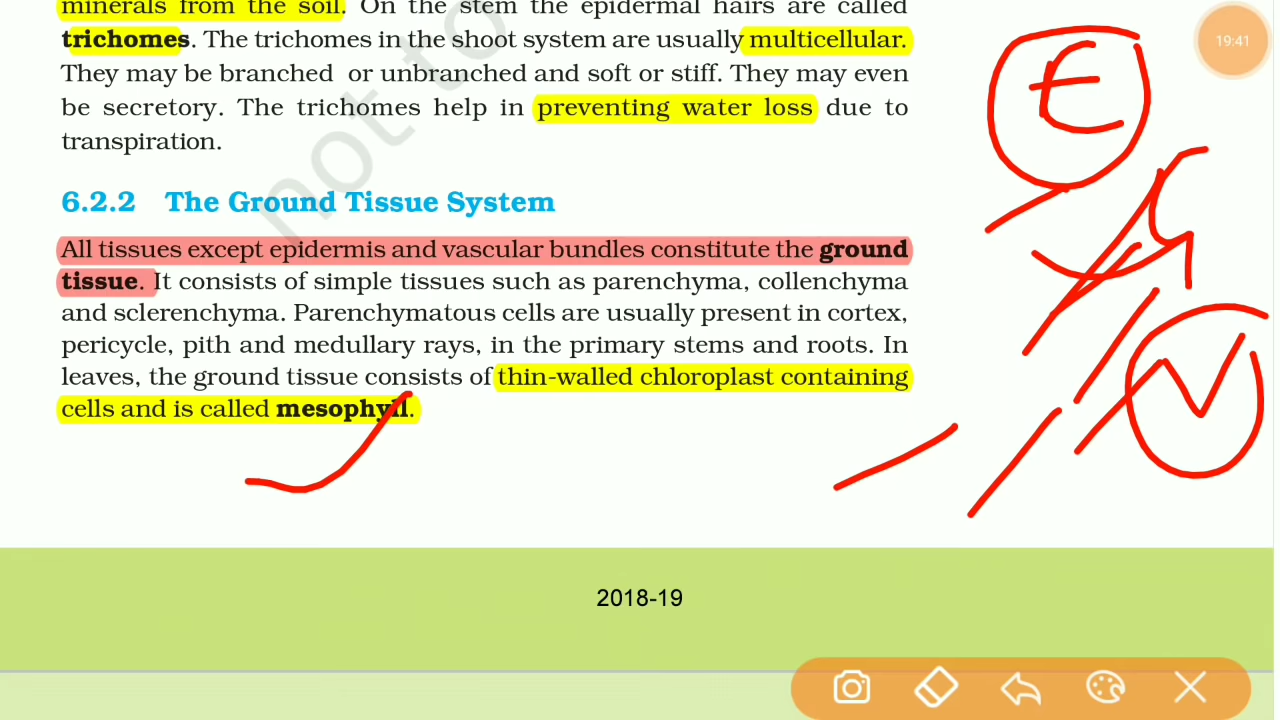 minerals from the soil. On the stem the epidermal hairs are called
trichomes. The trichomes in the shoot system are usually multicellular.
They may be branched or unbranched and soft or stiff. They may even
be secretory. The trichomes help in preventing water loss due to
transpiration.
6.2.2 The Ground Tissue System
All tissues except epidermis and vascular bundles constitute the ground
tissue. It consists of simple tissues such as parenchyma, collenchyma
and sclerenchyma. Parenchymatous cells are usually present in cortex,
pericycle, pith and medullary rays, in the primary stems and roots. In
leaves, the ground tissue consists of thin-walled chloroplast containing
cells and is called mesophyll.
not to
19:41
E
G
V
2018-19